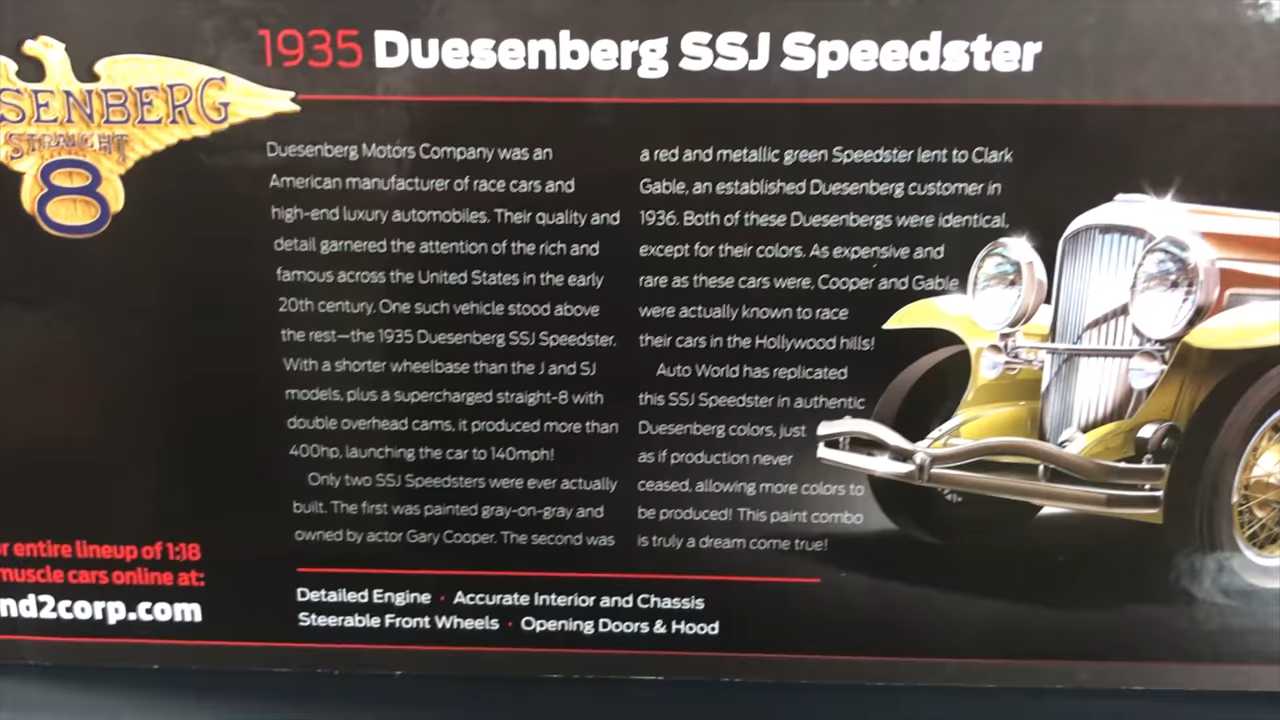 1935 Duesenberg SSJ Speedster
SENBERG
STRAIGHT
8
Duesenberg Motors Company was an
American manufacturer of race cars and
high-end luxury automobiles. Their quality and
detail garnered the attention of the rich and
famous across the United States in the early
20th century. One such vehicle stood above
the rest—the 1935 Duesenberg SSJ Speedster.
With a shorter wheelbase than the J and SJ
models, plus a supercharged straight-8 with
double overhead cams, it produced more than
400hp, launching the car to 140mph!
Only two SSJ Speedsters were ever actually
built. The first was painted gray-on-gray and
owned by actor Gary Cooper. The second was
a red and metallic green Speedster lent to Clark
Gable, an established Duesenberg customer in
1936. Both of these Duesenbergs were identical,
except for their colors. As expensive and
rare as these cars were, Cooper and Gable
were actually known to race
their cars in the Hollywood hills!
Auto World has replicated
this SSJ Speedster in authentic
Duesenberg colors, just
as if production never
ceased, allowing more colors to
be produced! This paint combo
is truly a dream come true!
r entire lineup of 1:18
muscle cars online at:
nd2corp.com
Detailed Engine • Accurate Interior and Chassis
Steerable Front Wheels • Opening Doors & Hood